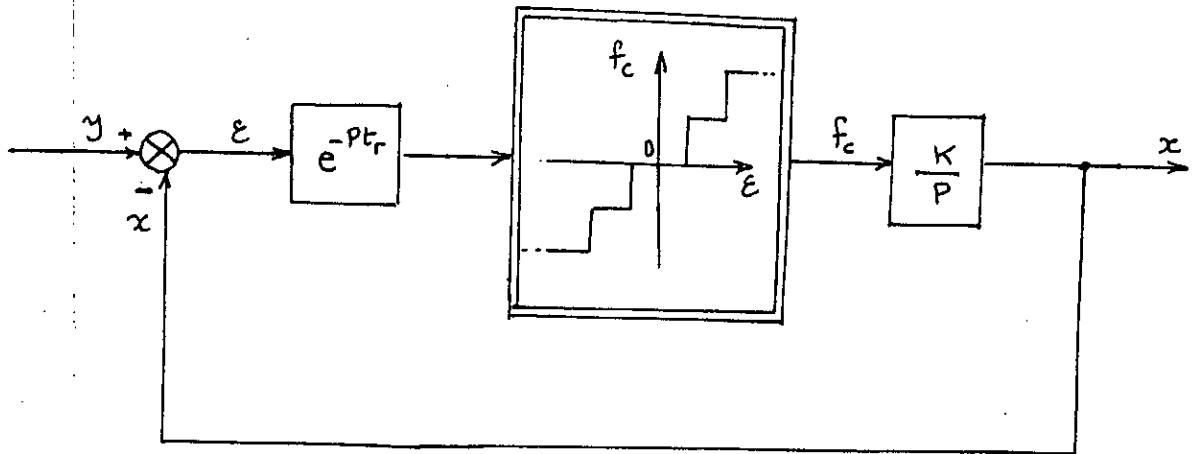 y + ε
e^{-Pt_r}
f_c
0
ε
f_c
K
P
x
-
x